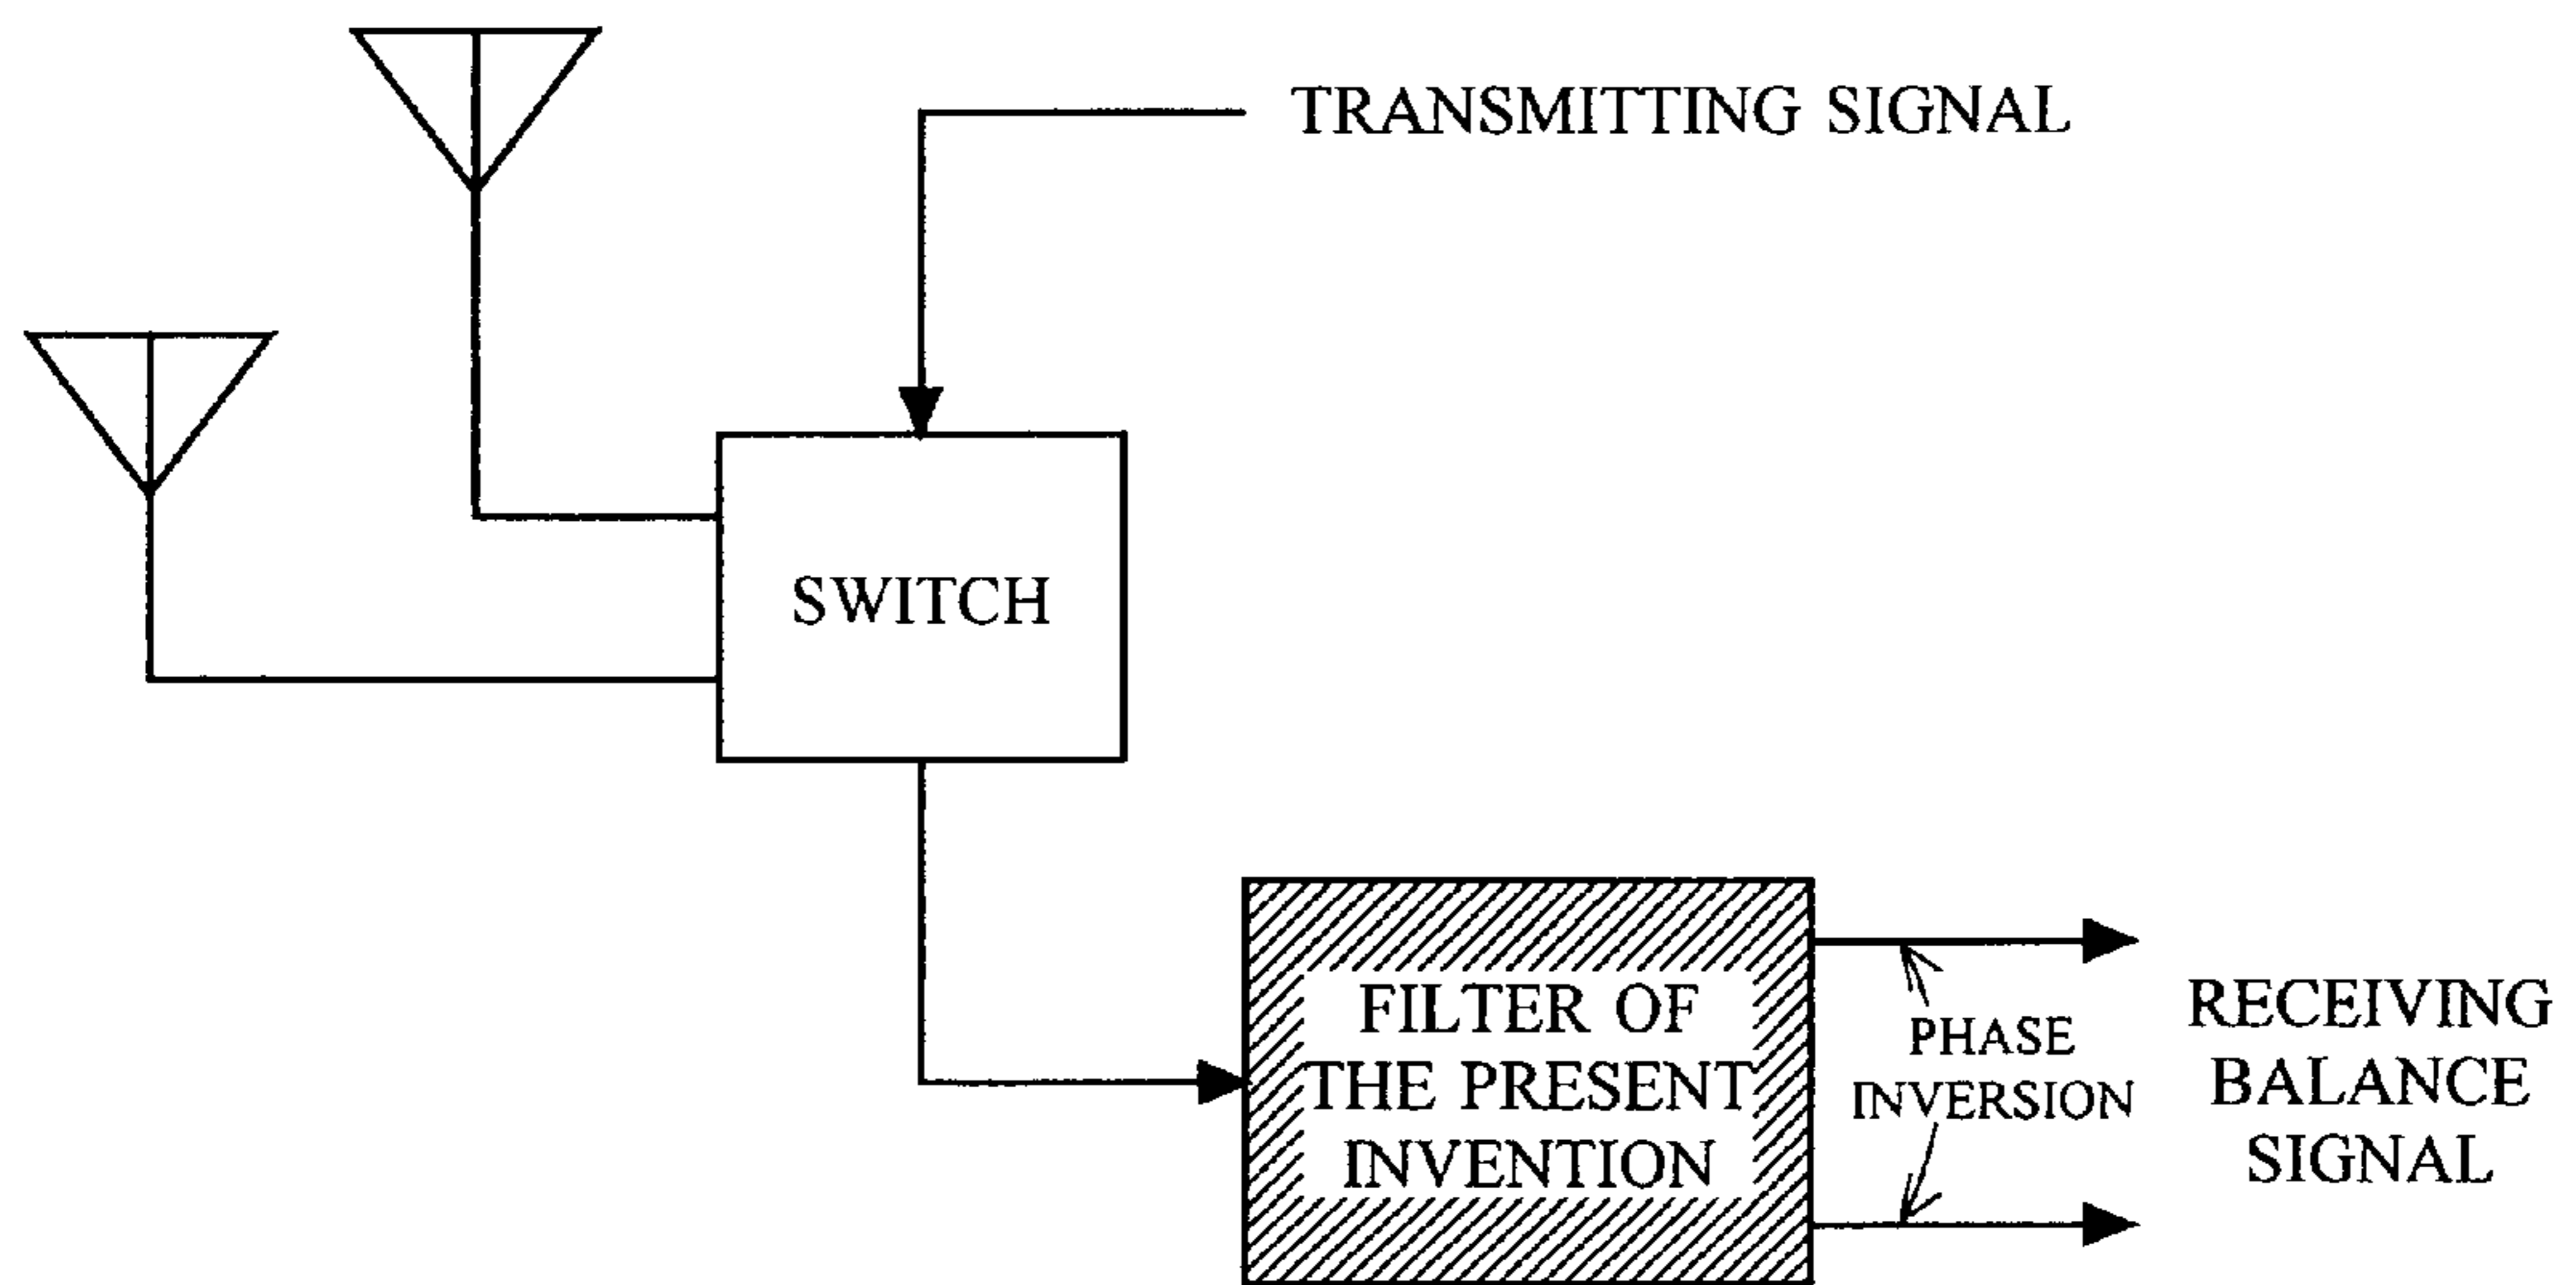 TRANSMITTING SIGNAL
SWITCH
FILTER OF
THE PRESENT
INVENTION
PHASE
INVERSION
RECEIVING
BALANCE
SIGNAL